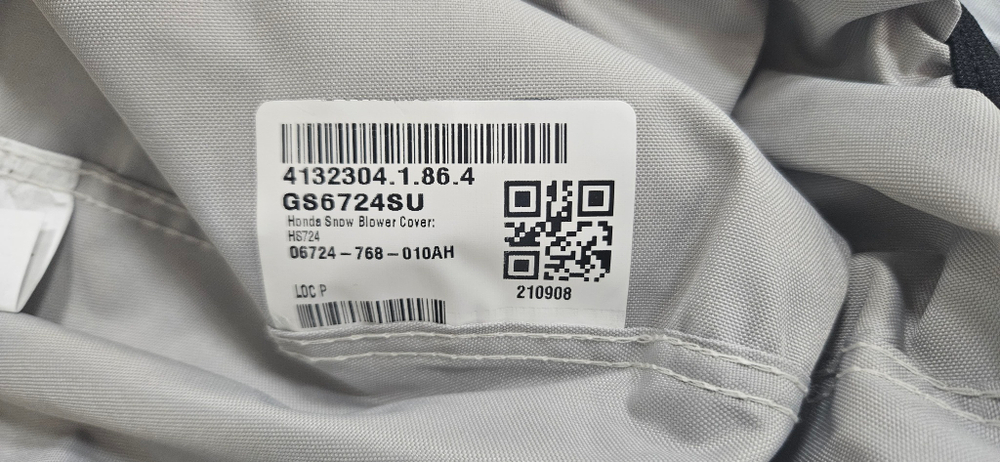 4132304.1.86.4
GS6724SU
Honda Snow Blower Cover:
HS724
06724-768-010AH
LOC P
210908